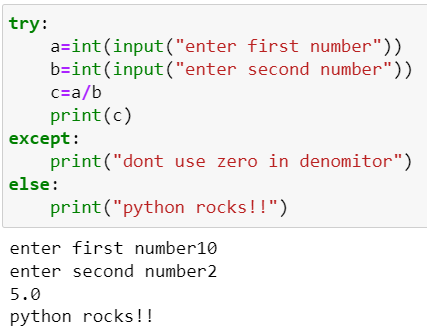 try:
    a=int(input("enter first number"))
    b=int(input("enter second number"))
    c=a/b
    print(c)
except:
    print("dont use zero in denomitor")
else:
    print("python rocks!!")
enter first number10
enter second number2
5.0
python rocks!!